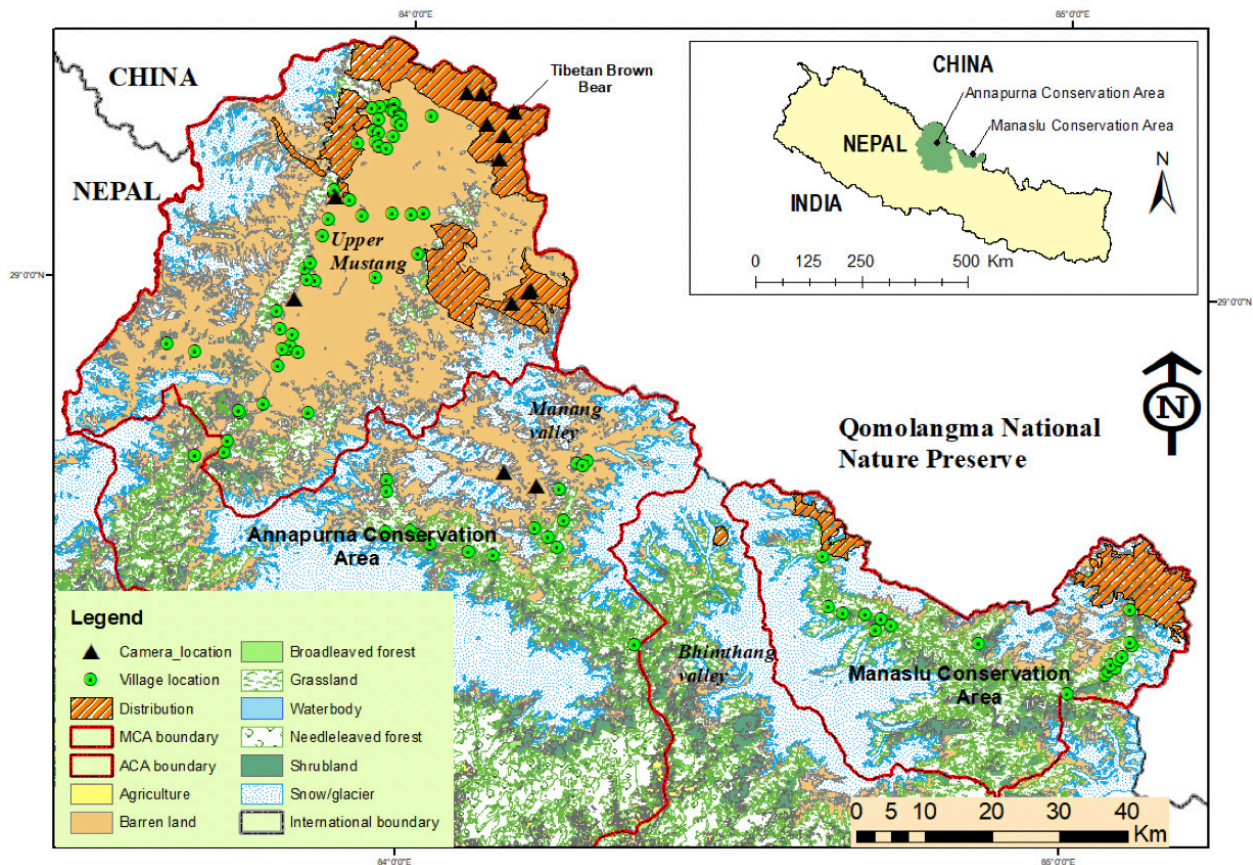 84°0'0"E
85°0'0"E
CHINA
Tibetan Brown
Bear
CHINA
Annapurna Conservation Area
NEPAL
Manaslu Conservation Area
N
INDIA
0 125 250 500 Km
NEPAL
Upper
Mustang
29°0'0"N
29°0'0"N
N
Manang
valley
Qomolangma National
Nature Preserve
Annapurna Conservation
Area
Bhimthang
valley
Manaslu Conservation
Area
Legend
Camera_location
Village location
Distribution
MCA boundary
ACA boundary
Agriculture
Barren land
Broadleaved forest
Grassland
Waterbody
Needleleaved forest
Shrubland
Snow/glacier
International boundary
0 5 10 20 30 40
Km
84°0'0"E
85°0'0"E